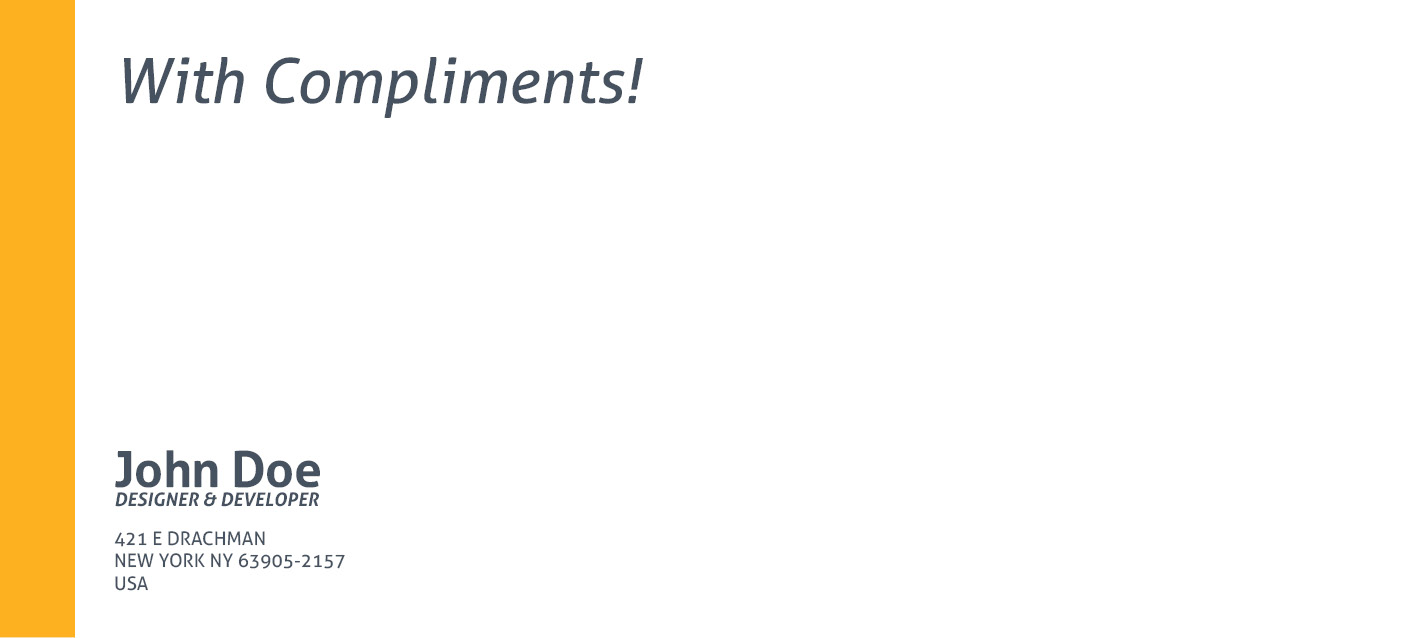 With Compliments!
John Doe
DESIGNER & DEVELOPER
421 E DRACHMAN
NEW YORK NY 63905-2157
USA